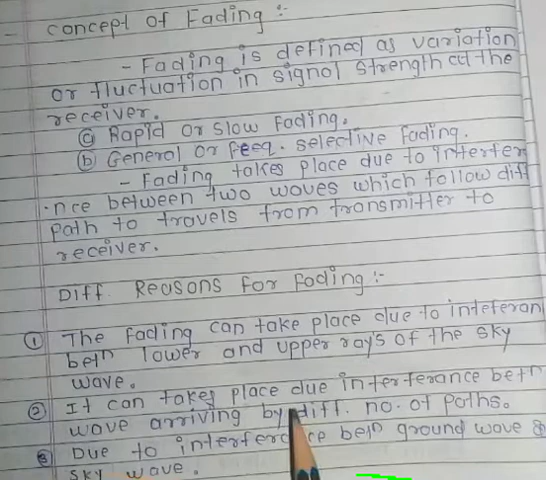 - Concept of Fading :-
- Fading is defined as variation
or fluctuation in signal strength at the
receiver.
(a) Rapid or slow Fading.
(b) General or Freq. selective fading.
- Fading takes place due to interfer
nce between two waves which follow diff
path to travels from transmitter to
receiver.
Diff. Reasons For Fading :-
(1) The Fading can take place due to inteferan
betn lower and upper ray's of the sky
wave.
(2) It can takes place due interferance betn
wave arriving by diff. no. of paths.
(3) Due to interfer ce betn ground wave &
sky wave.